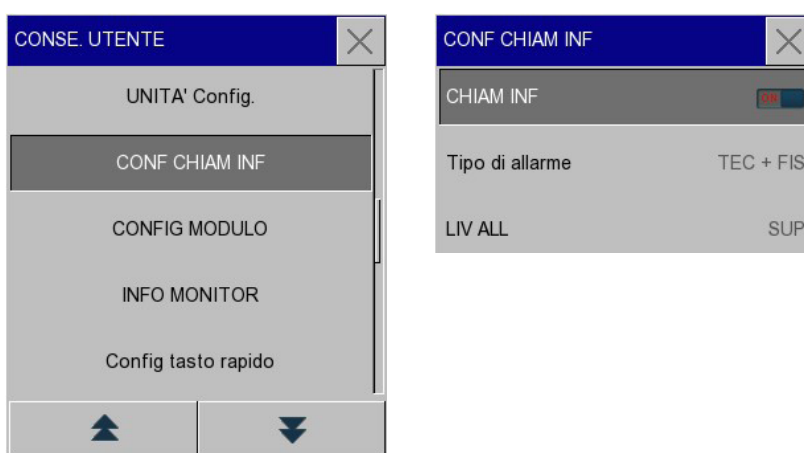 CONSE. UTENTE
UNITA' Config.
CONF CHIAM INF
CONFIG MODULO
INFO MONITOR
Config tasto rapido
CONF CHIAM INF
CHIAM INF ON
Tipo di allarme TEC + FIS
LIV ALL SUP